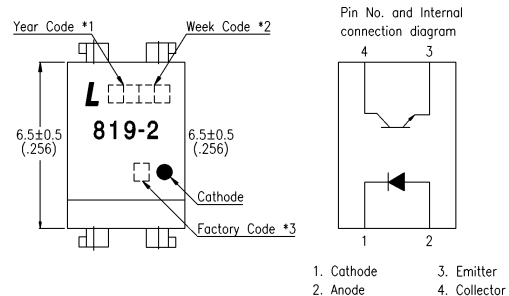 Year Code *1
Week Code *2
L
819-2
6.5±0.5
(.256)
6.5±0.5
(.256)
Cathode
Factory Code *3
Pin No. and Internal
connection diagram
4 3
1 2
1. Cathode 3. Emitter
2. Anode 4. Collector